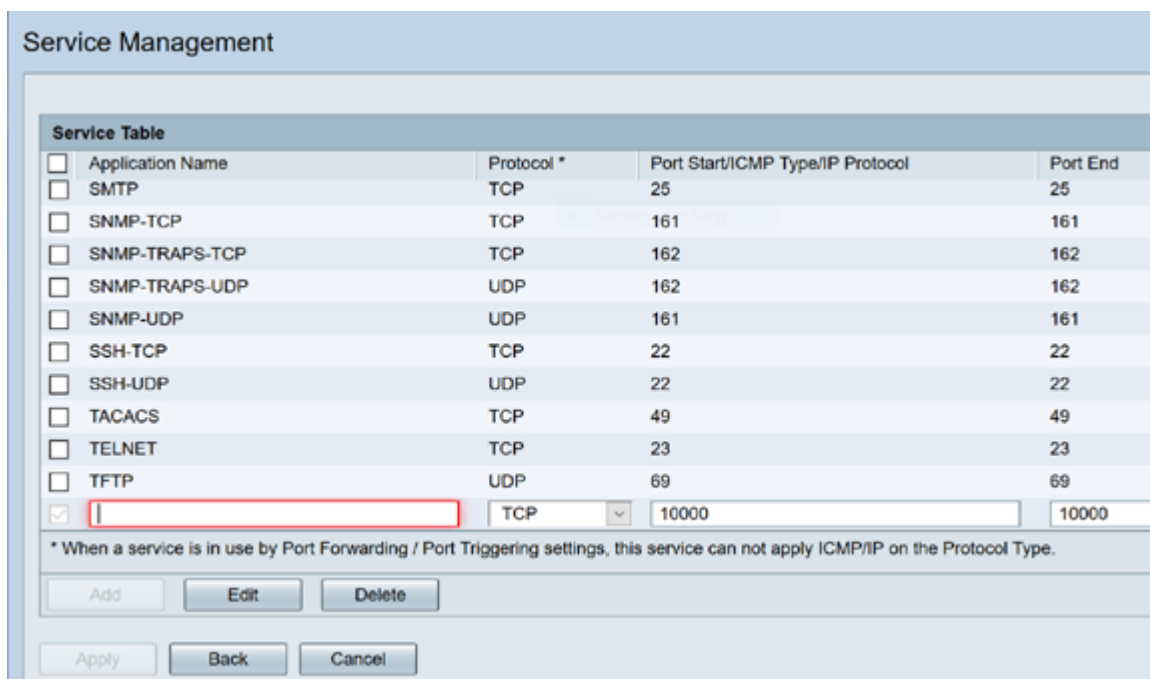 Service Management
Service Table
Application Name Protocol * Port Start/ICMP Type/IP Protocol Port End
SMTP TCP 25 25
SNMP-TCP TCP 161 161
SNMP-TRAPS-TCP TCP 162 162
SNMP-TRAPS-UDP UDP 162 162
SNMP-UDP UDP 161 161
SSH-TCP TCP 22 22
SSH-UDP UDP 22 22
TACACS TCP 49 49
TELNET TCP 23 23
TFTP UDP 69 69
TCP 10000 10000
* When a service is in use by Port Forwarding / Port Triggering settings, this service can not apply ICMP/IP on the Protocol Type.
Add Edit Delete
Apply Back Cancel